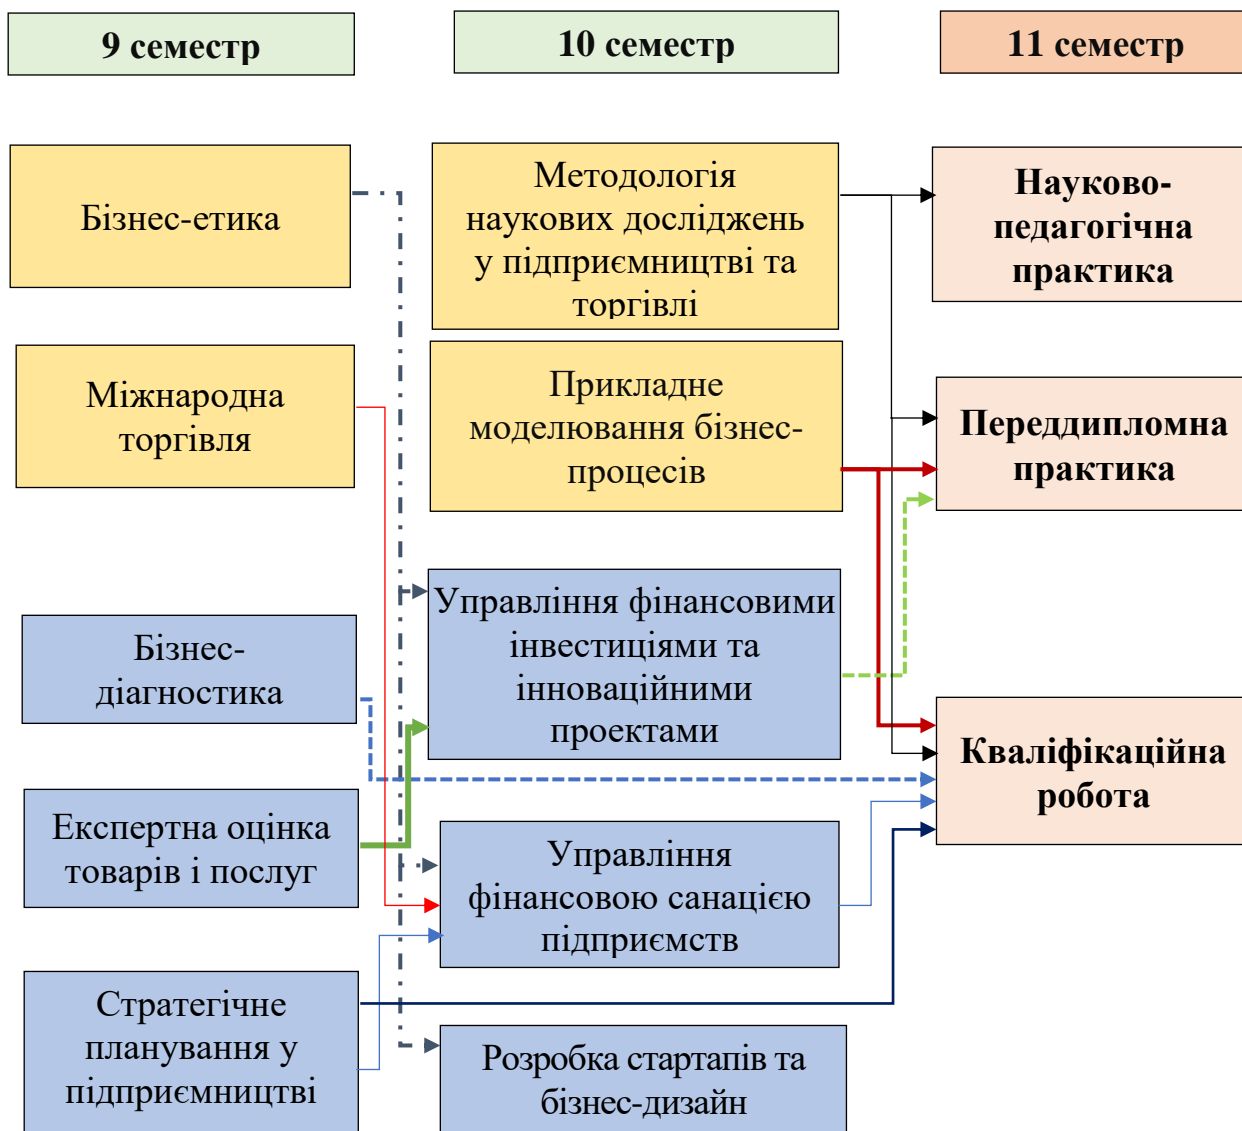 9 семестр
10 семестр
11 семестр
Бізнес-етика
Методологія
наукових досліджень
у підприємництві та
торгівлі
Науково-
педагогічна
практика
Міжнародна
торгівля
Прикладне
моделювання бізнес-
процесів
Переддипломна
практика
Бізнес-
діагностика
Управління фінансовими
інвестиціями та
інноваційними
проектами
Кваліфікаційна
робота
Експертна оцінка
товарів і послуг
Управління
фінансовою санацією
підприємств
Стратегічне
планування у
підприємництві
Розробка стартапів та
бізнес-дизайн